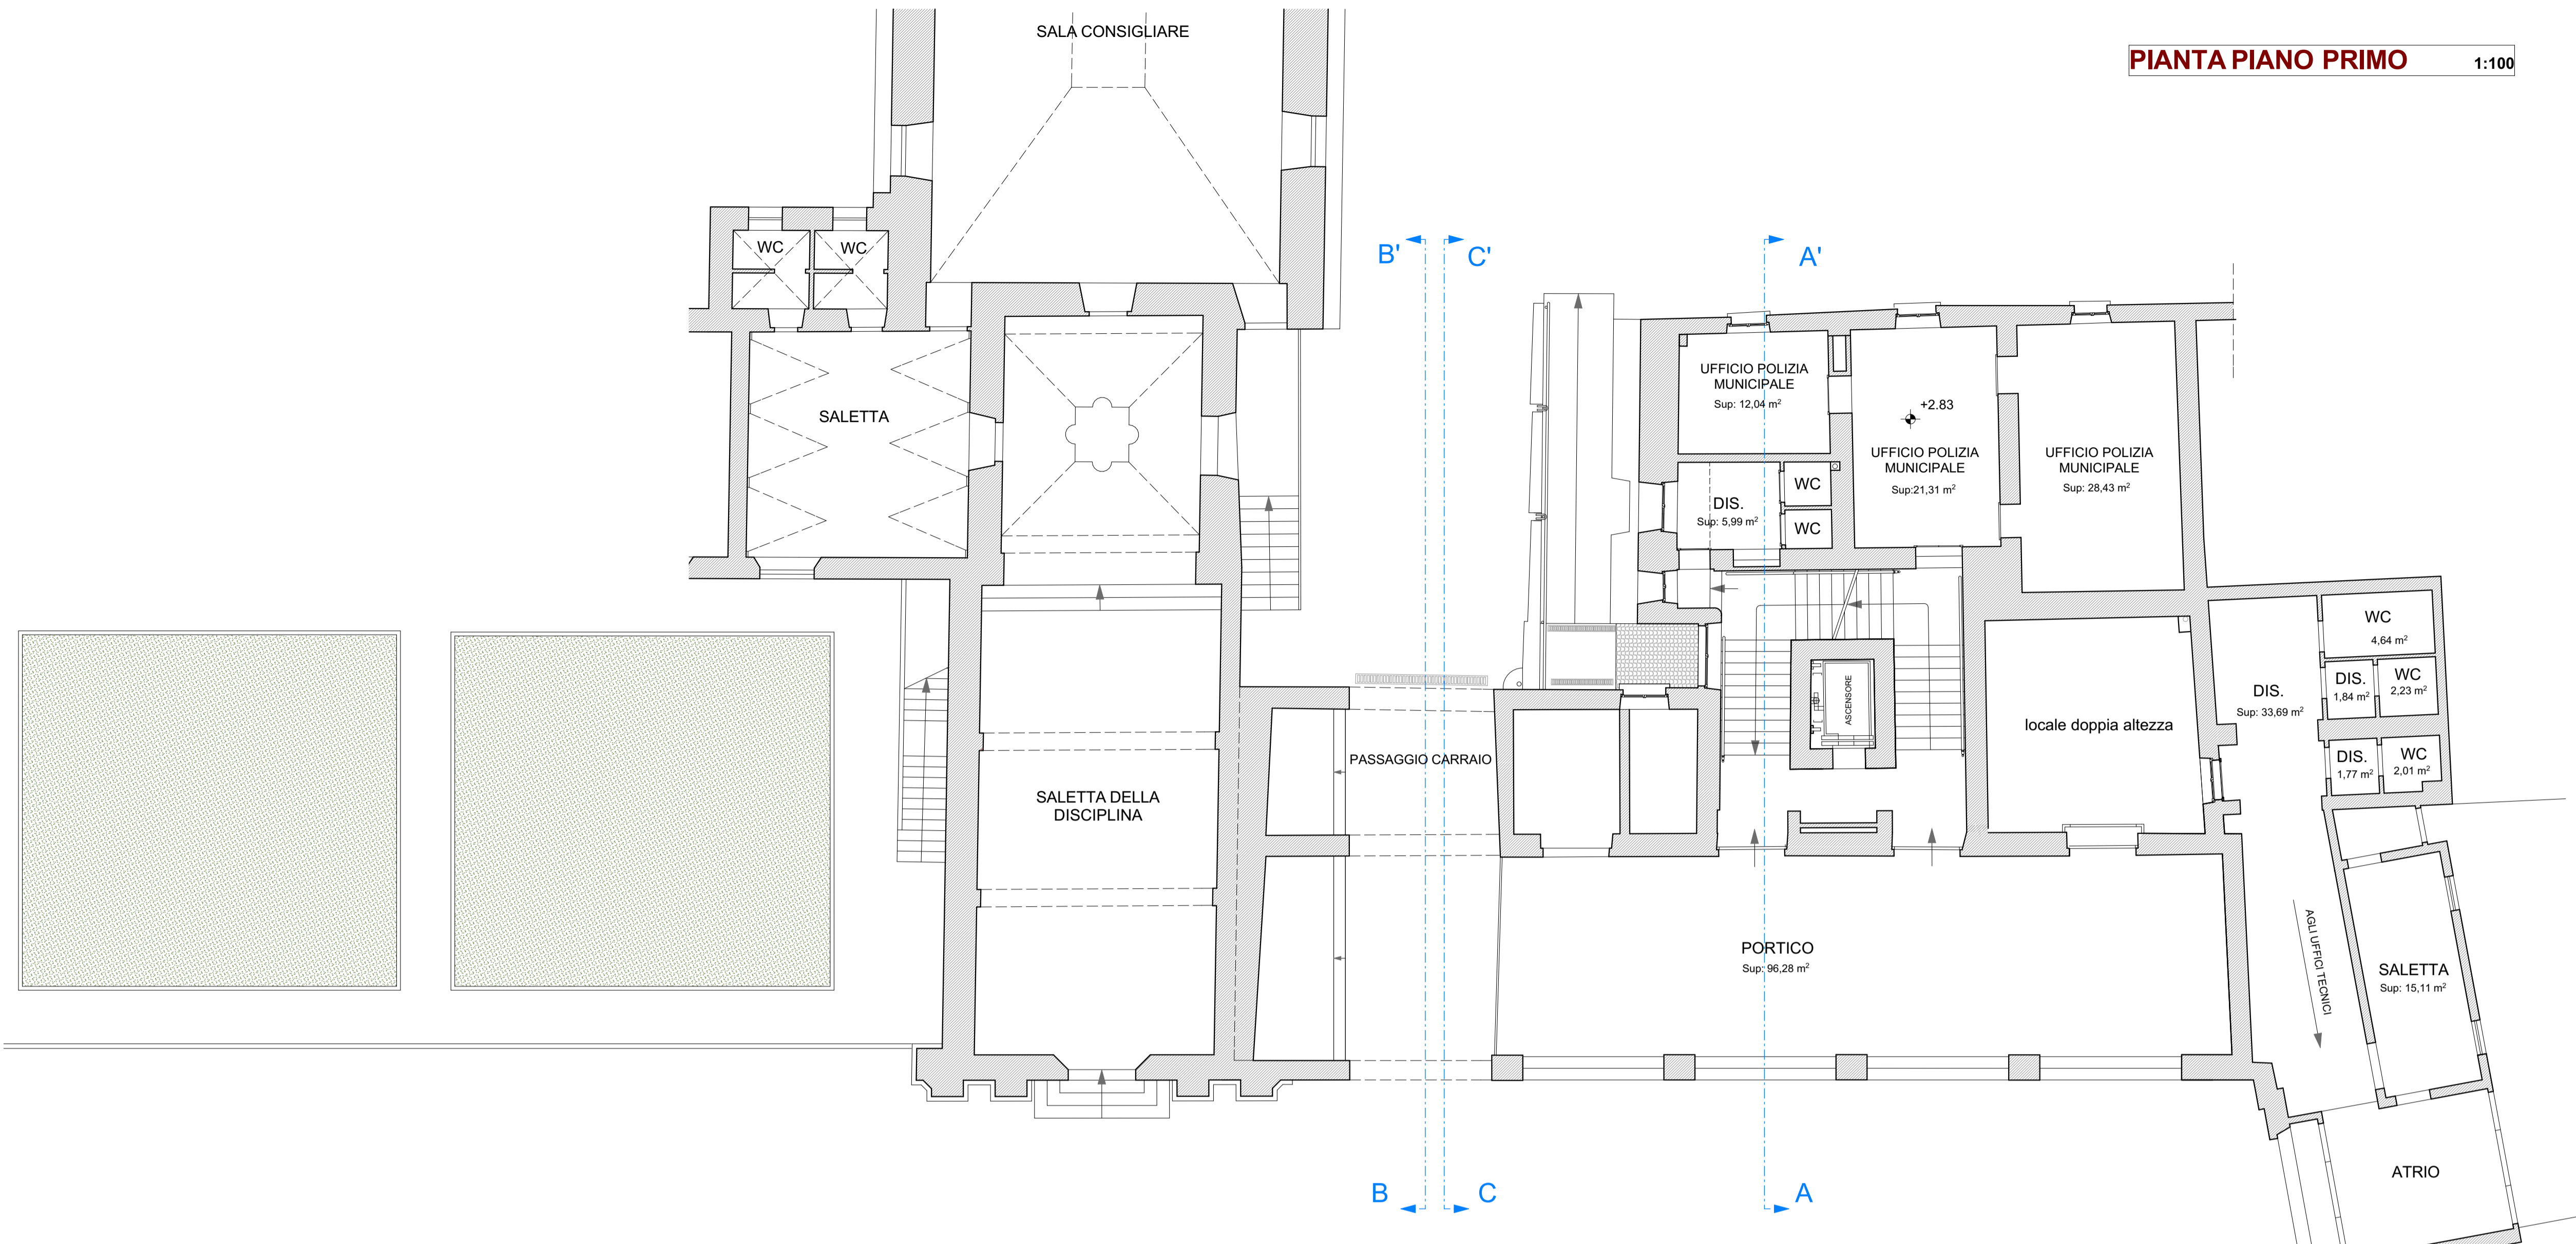 SALA CONSIGLIARE
PIANTA PIANO PRIMO 1:100
WC
WC
SALETTA
B'
C'
A'
UFFICIO POLIZIA
MUNICIPALE
Sup: 12,04 m²
+2.83
UFFICIO POLIZIA
MUNICIPALE
Sup:21,31 m²
UFFICIO POLIZIA
MUNICIPALE
Sup: 28,43 m²
DIS.
Sup: 5,99 m²
WC
WC
ASCENSORE
locale doppia altezza
DIS.
Sup: 33,69 m²
WC
4,64 m²
DIS.
1,84 m²
WC
2,23 m²
DIS.
1,77 m²
WC
2,01 m²
PASSAGGIO CARRAIO
SALETTA DELLA
DISCIPLINA
PORTICO
Sup: 96,28 m²
AGLI UFFICI TECNICI
SALETTA
Sup: 15,11 m²
ATRIO
B
C
A